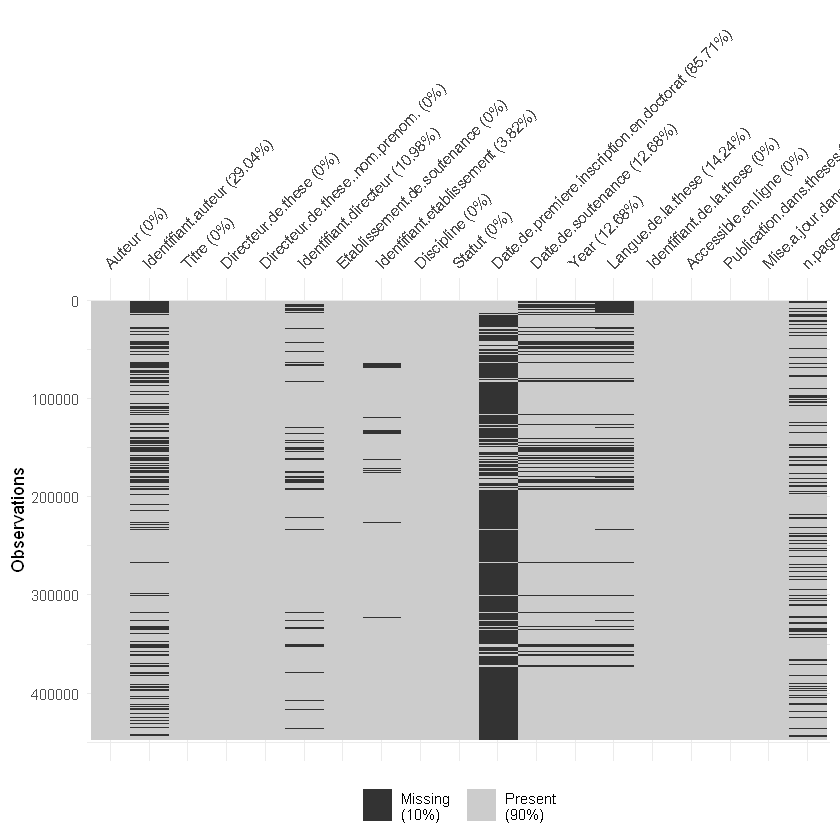 Auteur (0%)
Identifiant.auteur (29.04%)
Titre (0%)
Directeur.de.these (0%)
Directeur.de.these..nom.prenom. (0%)
Identifiant.directeur (10.98%)
Etablissement.de.soutenance (0%)
Identifiant.etablissement (3.82%)
Discipline (0%)
Statut (0%)
Date.de.premiere.inscription.en.doctorat (85.71%)
Date.de.soutenance (12.68%)
Year (12.68%)
Langue.de.la.these (14.24%)
Identifiant.de.la.these (0%)
Accessible.en.ligne (0%)
Publication.dans.theses.
Mise.a.jour.dans
n.pages
0
100000
200000
300000
400000
Observations
Missing
(10%)
Present
(90%)